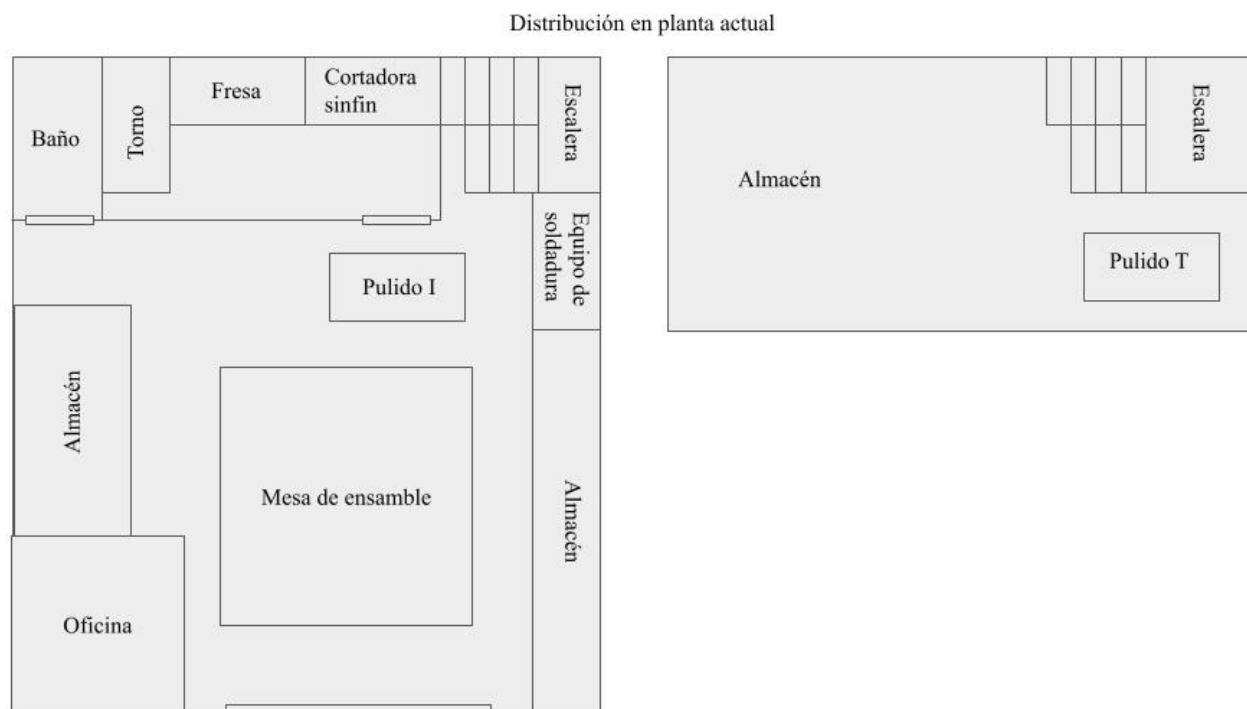 Distribución en planta actual
Baño
Torno
Fresa
Cortadora
sinfin
Escalera
Equipo de
soldadura
Pulido I
Almacén
Mesa de ensamble
Almacén
Oficina
Almacén
Escalera
Pulido T